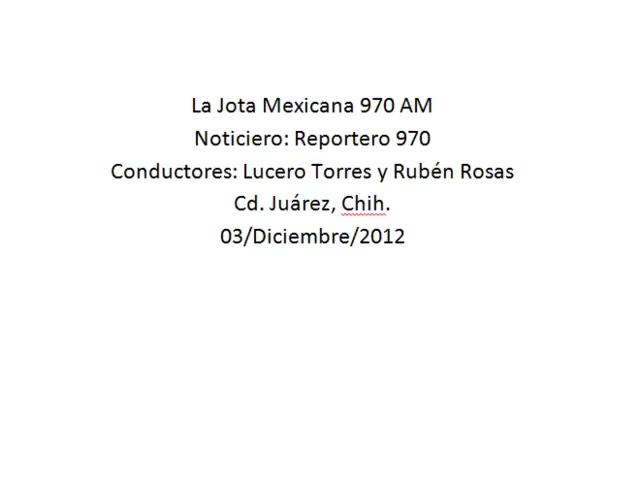 La Jota Mexicana 970 AM
Noticiero: Reportero 970
Conductores: Lucero Torres y Rubén Rosas
Cd. Juárez, Chih.
03/Diciembre/2012